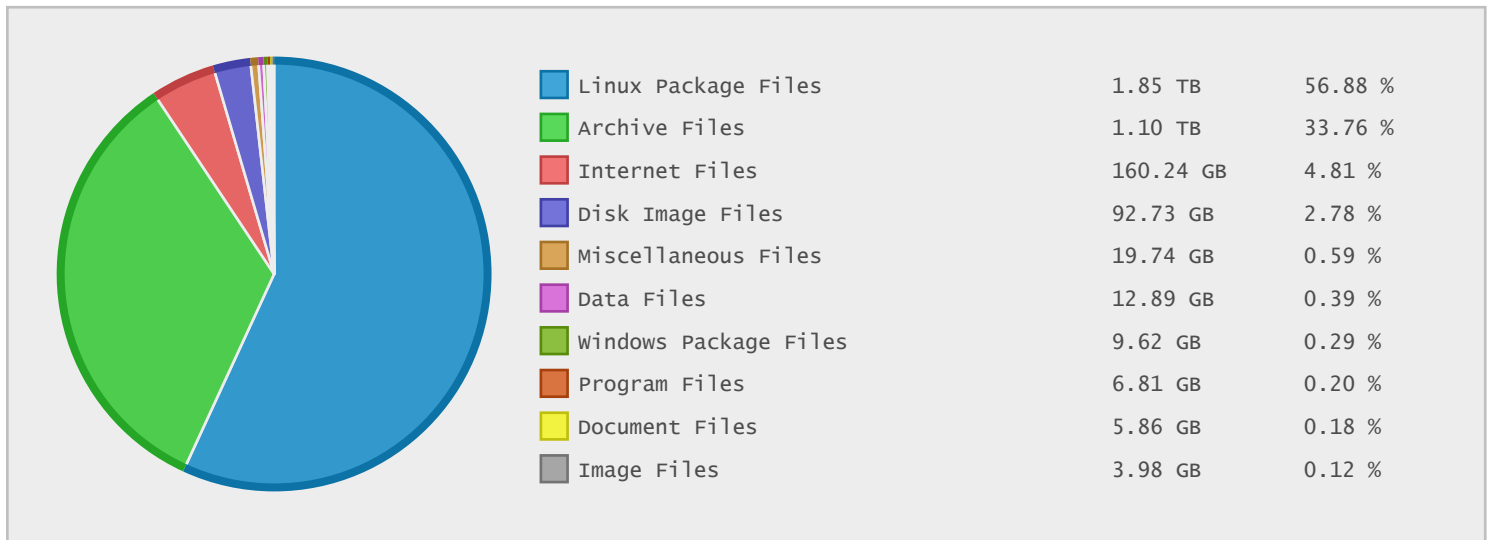 Linux Package Files 1.85 TB 56.88 %
Archive Files 1.10 TB 33.76 %
Internet Files 160.24 GB 4.81 %
Disk Image Files 92.73 GB 2.78 %
Miscellaneous Files 19.74 GB 0.59 %
Data Files 12.89 GB 0.39 %
Windows Package Files 9.62 GB 0.29 %
Program Files 6.81 GB 0.20 %
Document Files 5.86 GB 0.18 %
Image Files 3.98 GB 0.12 %